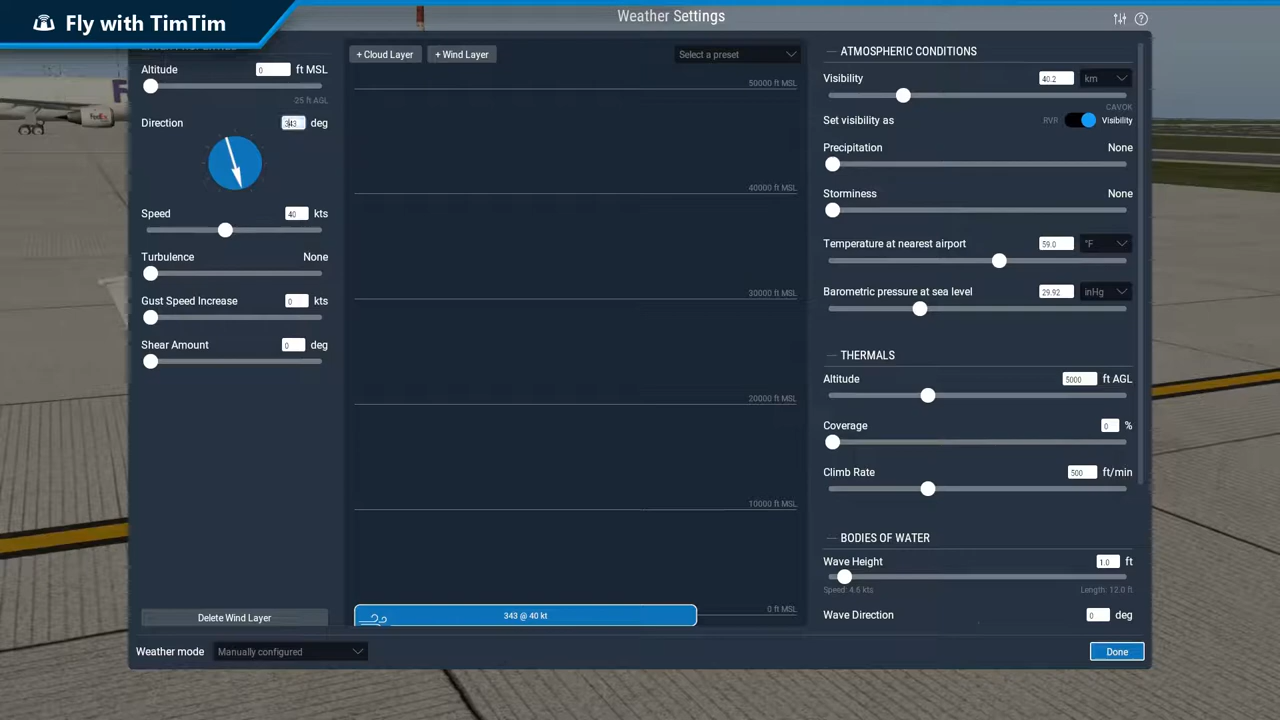 Fly with TimTim
Weather Settings
Altitude
0
ft MSL
25 ft AGL
Direction
343
deg
Speed
40
kts
Turbulence
None
Gust Speed Increase
0
kts
Shear Amount
0
deg
Delete Wind Layer
+ Cloud Layer
+ Wind Layer
Select a preset
50000 ft MSL
40000 ft MSL
30000 ft MSL
20000 ft MSL
10000 ft MSL
0 ft MSL
343 @ 40 kt
ATMOSPHERIC CONDITIONS
Visibility
40.2
km
CAVOK
Set visibility as
RVR
Visibility
Precipitation
None
Storminess
None
Temperature at nearest airport
59.0
°F
Barometric pressure at sea level
29.92
inHg
THERMALS
Altitude
5000
ft AGL
Coverage
0
%
Climb Rate
500
ft/min
BODIES OF WATER
Wave Height
1.0
ft
Speed: 4.6 kts
Length: 12.0 ft
Wave Direction
0
deg
Weather mode
Manually configured
Done
FedEx